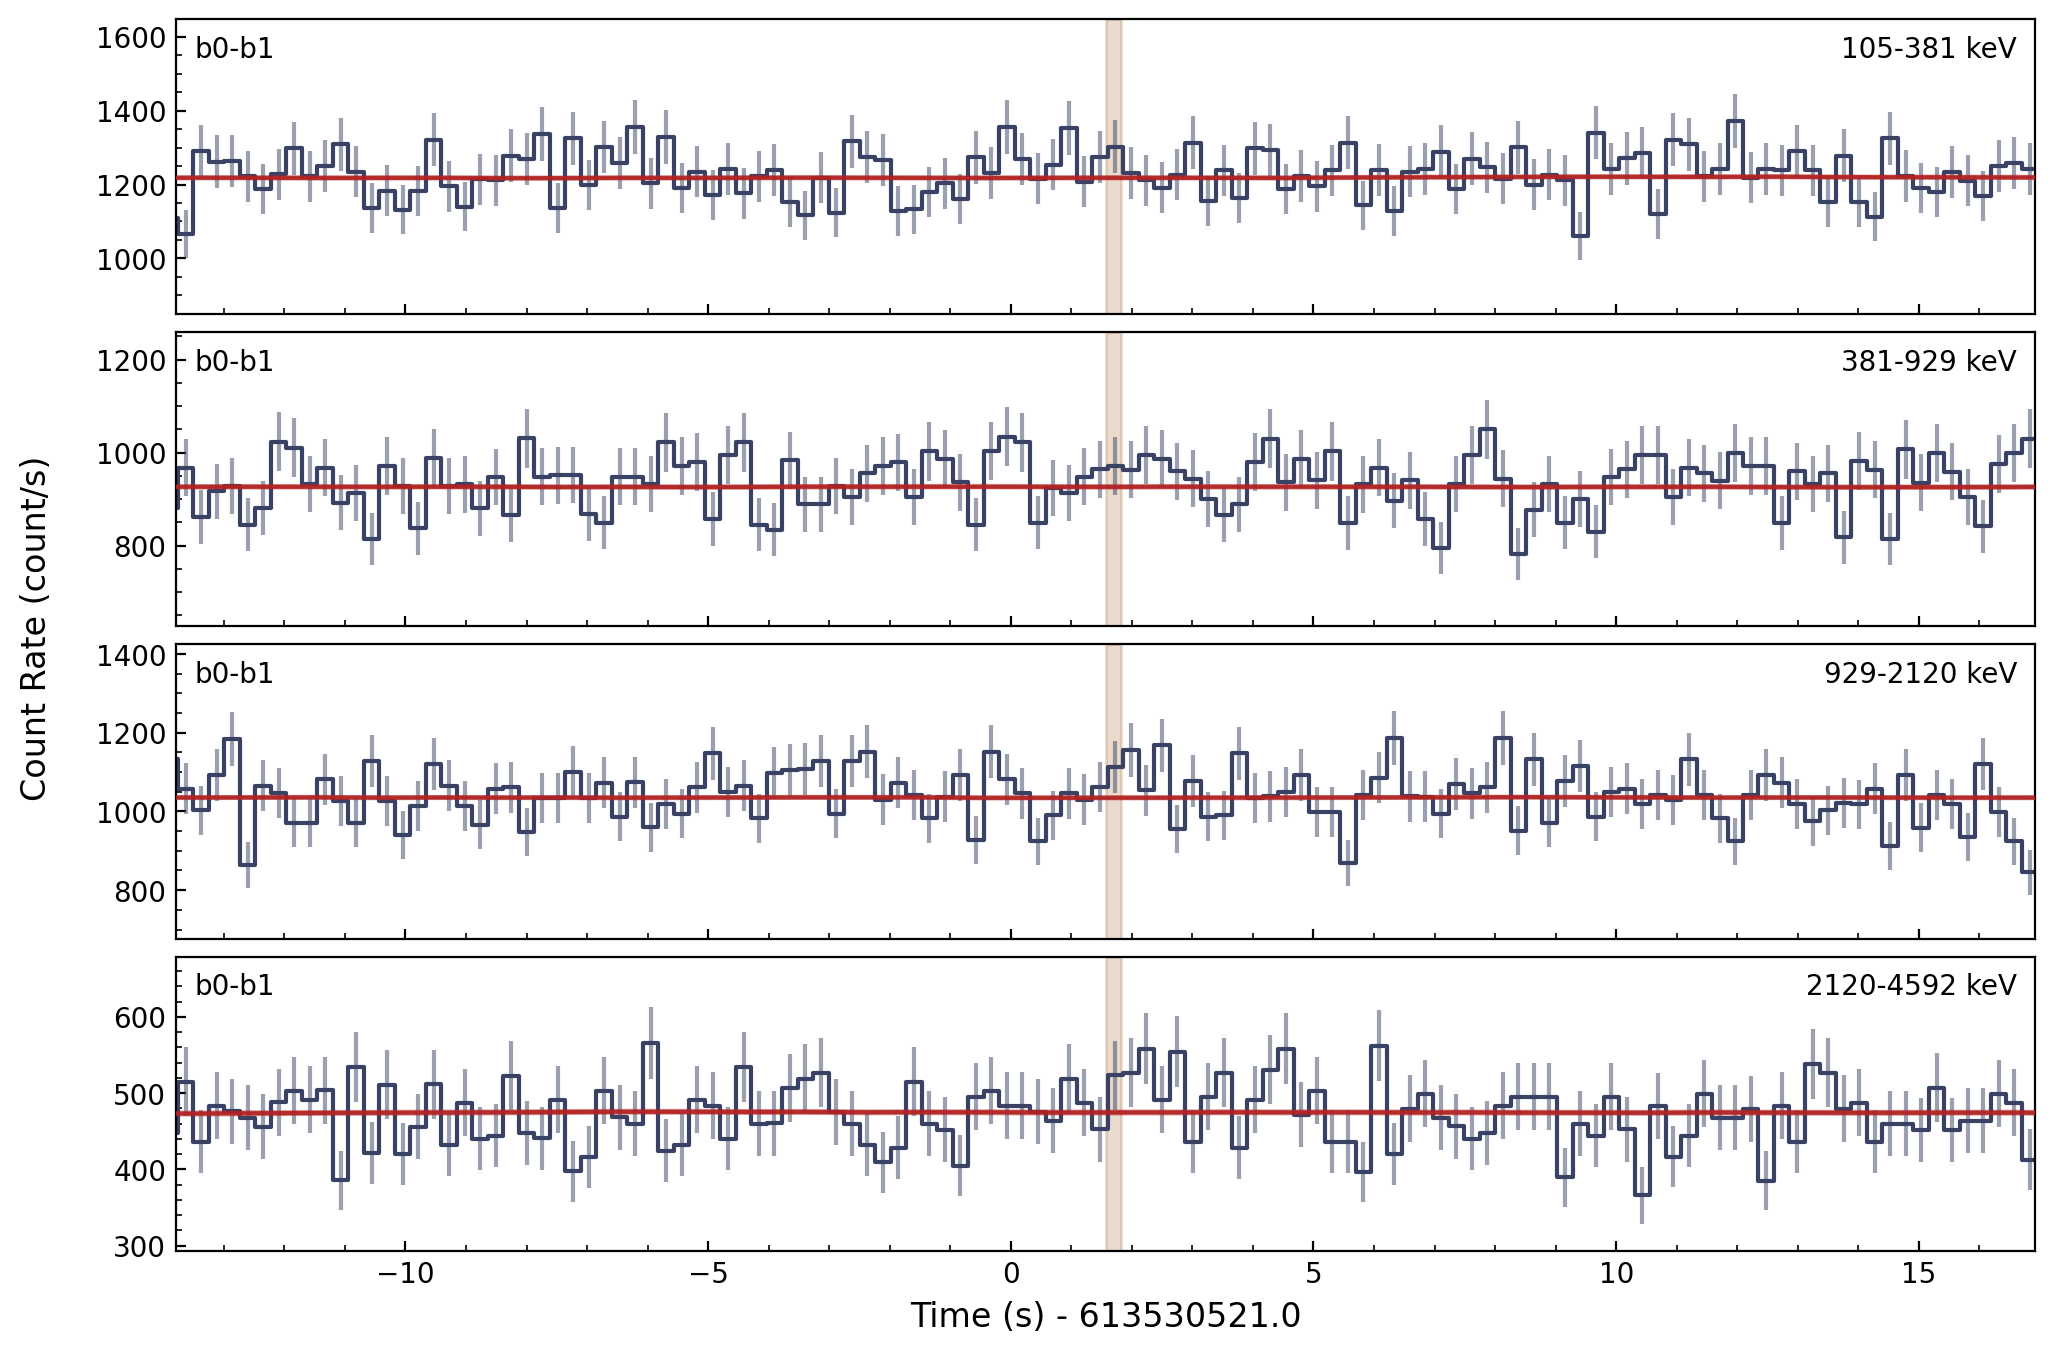 Count Rate (count/s)
b0-b1
105-381 keV
1600
1400
1200
1000
b0-b1
381-929 keV
1200
1000
800
b0-b1
929-2120 keV
1400
1200
1000
800
b0-b1
2120-4592 keV
600
500
400
300
−10 −5 0 5 10 15
Time (s) - 613530521.0